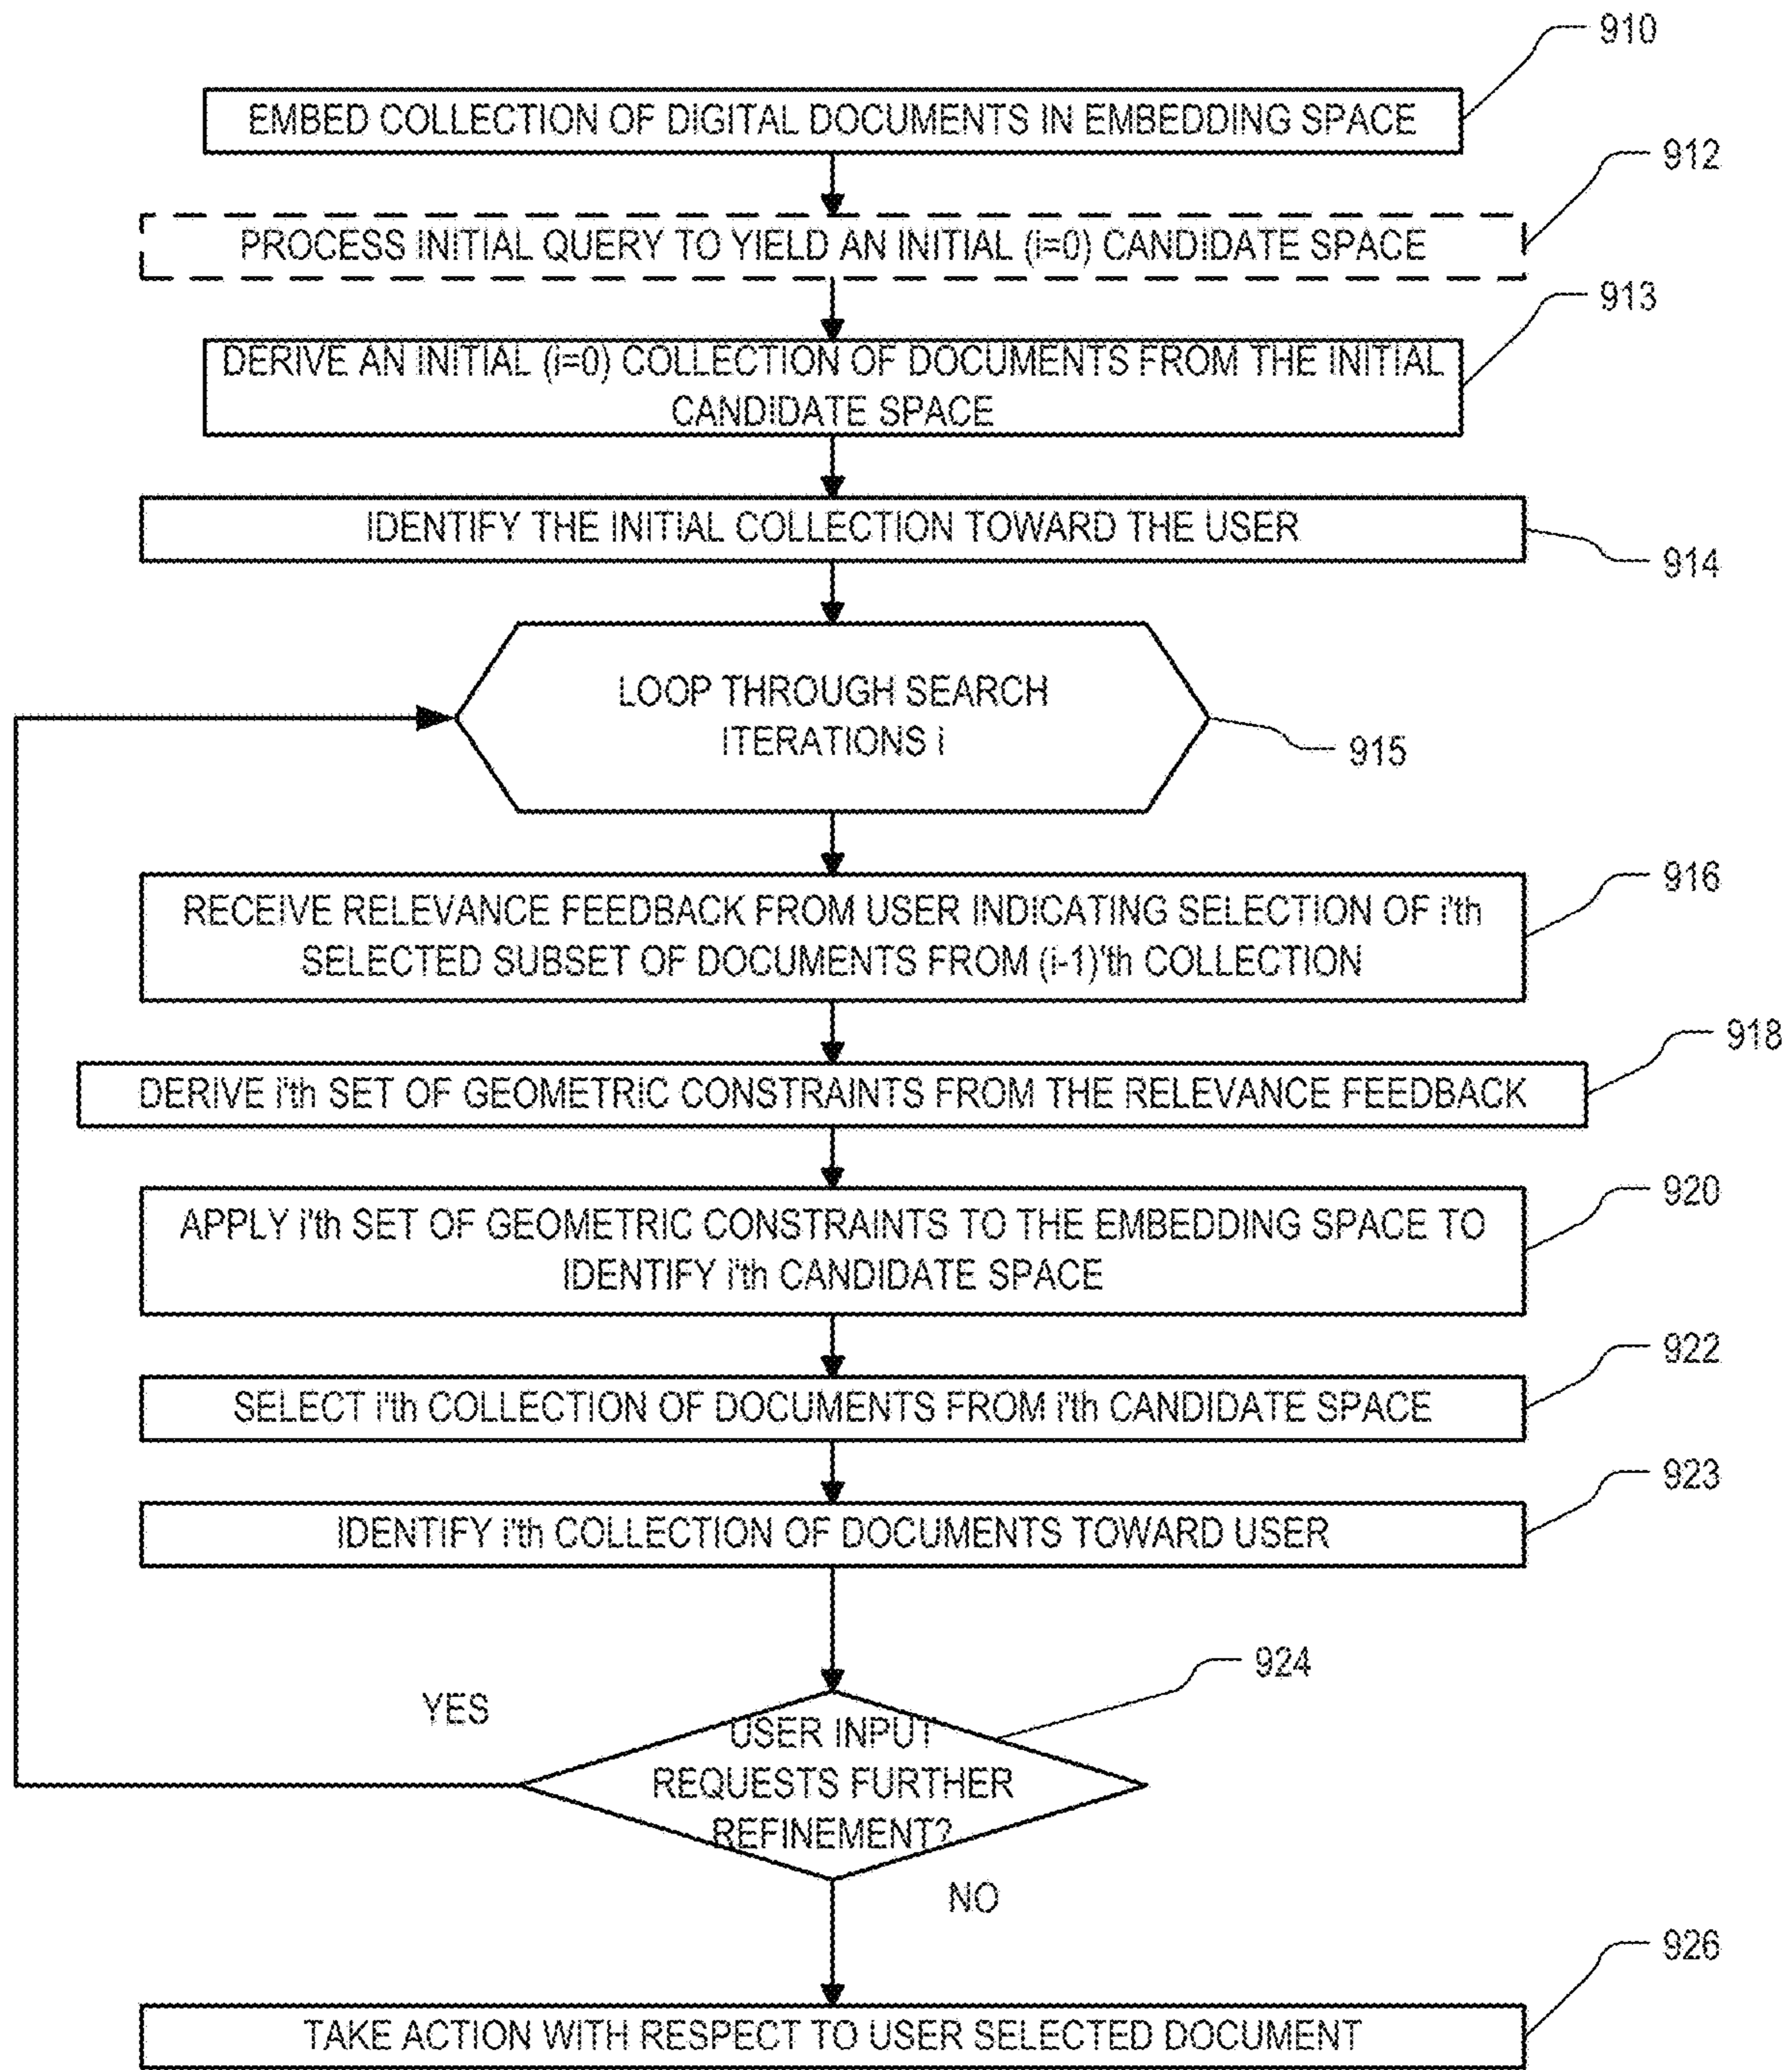 910
EMBED COLLECTION OF DIGITAL DOCUMENTS IN EMBEDDING SPACE
912
PROCESS INITIAL QUERY TO YIELD AN INITIAL (i=0) CANDIDATE SPACE
913
DERIVE AN INITIAL (i=0) COLLECTION OF DOCUMENTS FROM THE INITIAL
CANDIDATE SPACE
IDENTIFY THE INITIAL COLLECTION TOWARD THE USER
914
LOOP THROUGH SEARCH
ITERATIONS i
915
916
RECEIVE RELEVANCE FEEDBACK FROM USER INDICATING SELECTION OF i'th
SELECTED SUBSET OF DOCUMENTS FROM (i-1)'th COLLECTION
918
DERIVE i'th SET OF GEOMETRIC CONSTRAINTS FROM THE RELEVANCE FEEDBACK
920
APPLY i'th SET OF GEOMETRIC CONSTRAINTS TO THE EMBEDDING SPACE TO
IDENTIFY i'th CANDIDATE SPACE
922
SELECT i'th COLLECTION OF DOCUMENTS FROM i'th CANDIDATE SPACE
923
IDENTIFY i'th COLLECTION OF DOCUMENTS TOWARD USER
924
YES
USER INPUT
REQUESTS FURTHER
REFINEMENT?
NO
926
TAKE ACTION WITH RESPECT TO USER SELECTED DOCUMENT